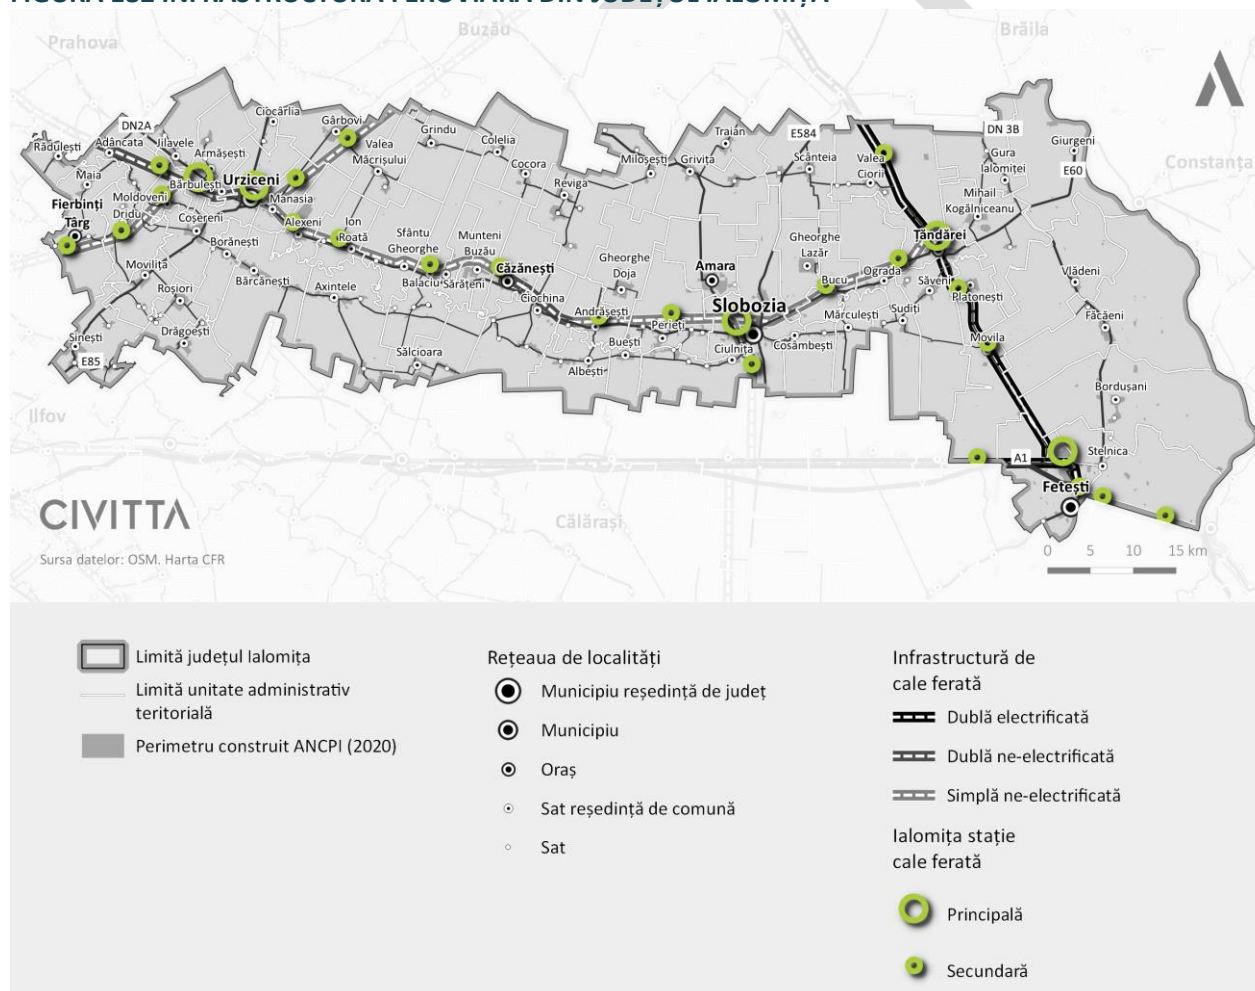 Prahova
Buzău
Brăila
Ciocârlia
Gârbovi
DN2A
Grindu
Traian
E584
DN 3B
Giurgeni
Rădulești
Adâncata
Jilavele
Valea
Măcrișului
Colelia
Armășești
Miloșești
Grivița
Scânteia
Valea
Ciorii
Gura
Ialomiței
E60
Constanța
Maia
Bărbulești
Urziceni
Cocora
Reviga
Fierbinți
Târg
Moldoveni
Dridu
Manasia
Mihail
Kogălniceanu
Coșereni
Alexeni
Ion
Roată
Borănești
Sfântu
Gheorghe
Munteni
Buzău
Gheorghe
Lazăr
Țăndărei
Movilița
Bărcănești
Balaciu
Sărățeni
Căzănești
Gheorghe
Doja
Amara
Bucu
Ograda
Săveni
Vlădeni
Roșiori
Axintele
Ciochina
Slobozia
Platonești
Drăgoești
Andrășești
Perieți
Mărculești
Sudiți
Făcăeni
Sinești
E85
Sălcioara
Buești
Albești
Ciulnița
Cosâmbești
Movila
Bordușani
Ilfov
A1
Stelnica
Fetești
CIVITTA
Călărași
Sursa datelor: OSM. Harta CFR
0 5 10 15 km
Limită județul Ialomița
Limită unitate administrativ
teritorială
Perimetru construit ANCPI (2020)
Rețeaua de localități
Municipiu reședință de județ
Municipiu
Oraș
Sat reședință de comună
Sat
Infrastructură de
cale ferată
Dublă electrificată
Dublă ne-electrificată
Simplă ne-electrificată
Ialomița stație
cale ferată
Principală
Secundară